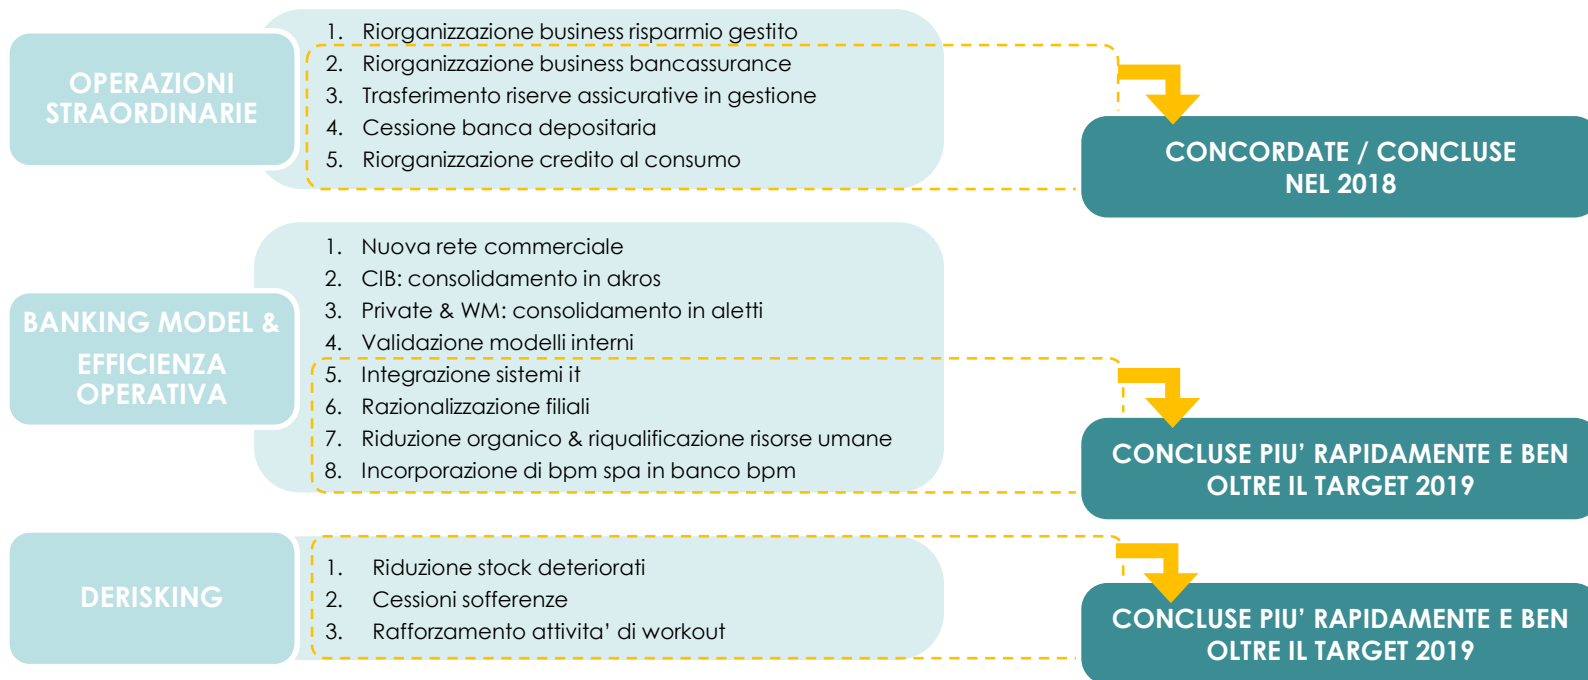 OPERAZIONI
STRAORDINARIE
1. Riorganizzazione business risparmio gestito
2. Riorganizzazione business bancassurance
3. Trasferimento riserve assicurative in gestione
4. Cessione banca depositaria
5. Riorganizzazione credito al consumo
CONCORDATE / CONCLUSE
NEL 2018
BANKING MODEL &
EFFICIENZA
OPERATIVA
1. Nuova rete commerciale
2. CIB: consolidamento in akros
3. Private & WM: consolidamento in aletti
4. Validazione modelli interni
5. Integrazione sistemi it
6. Razionalizzazione filiali
7. Riduzione organico & riqualificazione risorse umane
8. Incorporazione di bpm spa in banco bpm
CONCLUSE PIU’ RAPIDAMENTE E BEN
OLTRE IL TARGET 2019
DERISKING
1. Riduzione stock deteriorati
2. Cessioni sofferenze
3. Rafforzamento attivita’ di workout
CONCLUSE PIU’ RAPIDAMENTE E BEN
OLTRE IL TARGET 2019